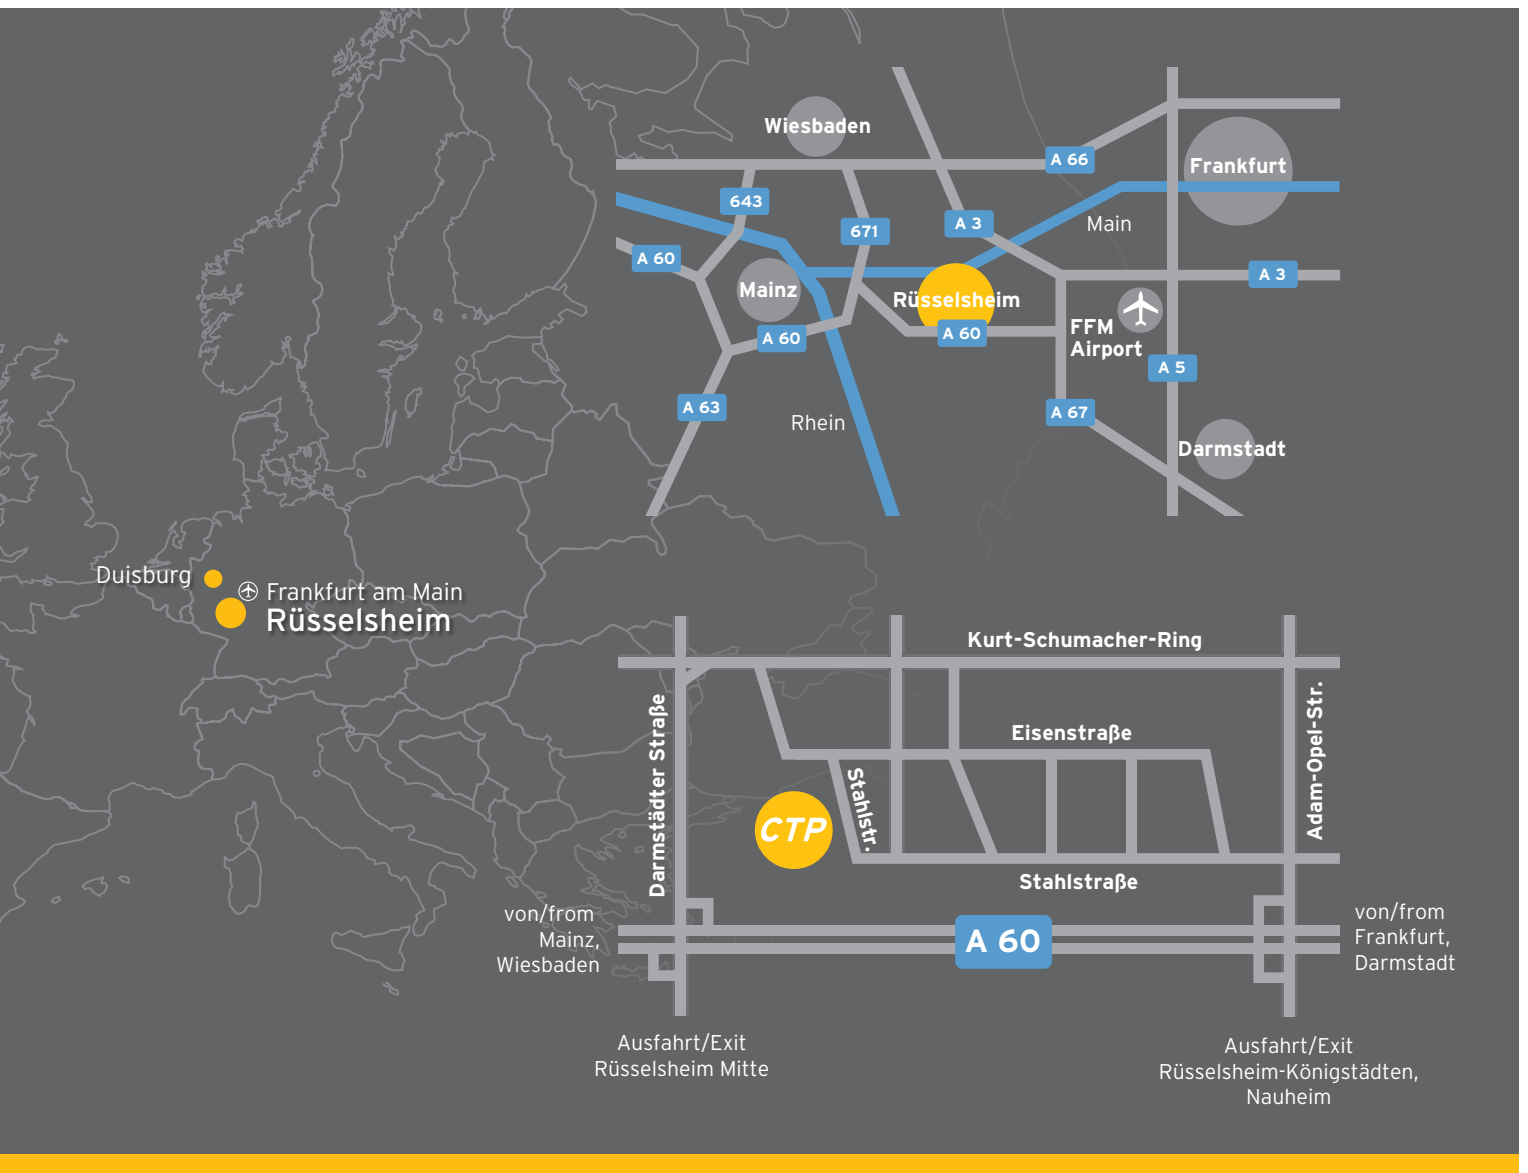 Wiesbaden
A 66
Frankfurt
643
671
A 3
Main
A 60
A 3
Mainz
Rüsselsheim
FFM
Airport
A 60
A 60
A 5
A 63
A 67
Rhein
Darmstadt
Duisburg
Frankfurt am Main
Rüsselsheim
Kurt-Schumacher-Ring
Darmstädter Straße
Eisenstraße
Adam-Opel-Str.
Stahlstr.
CTP
Stahlstraße
von/from
Mainz,
Wiesbaden
A 60
von/from
Frankfurt,
Darmstadt
Ausfahrt/Exit
Rüsselsheim Mitte
Ausfahrt/Exit
Rüsselsheim-Königstädten,
Nauheim